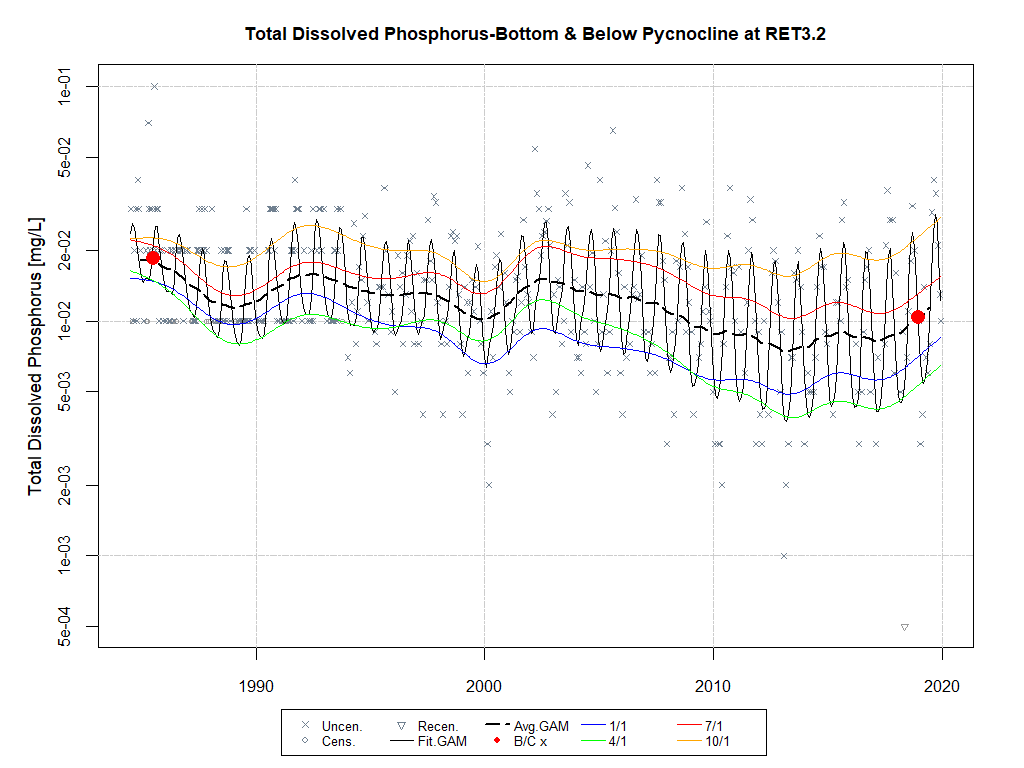 Total Dissolved Phosphorus-Bottom & Below Pycnocline at RET3.2
Total Dissolved Phosphorus [mg/L]
1e-01
5e-02
2e-02
1e-02
5e-03
2e-03
1e-03
5e-04
1990 2000 2010 2020
Uncen. Recen. Avg.GAM 1/1 7/1
Cens. Fit.GAM B/C x 4/1 10/1